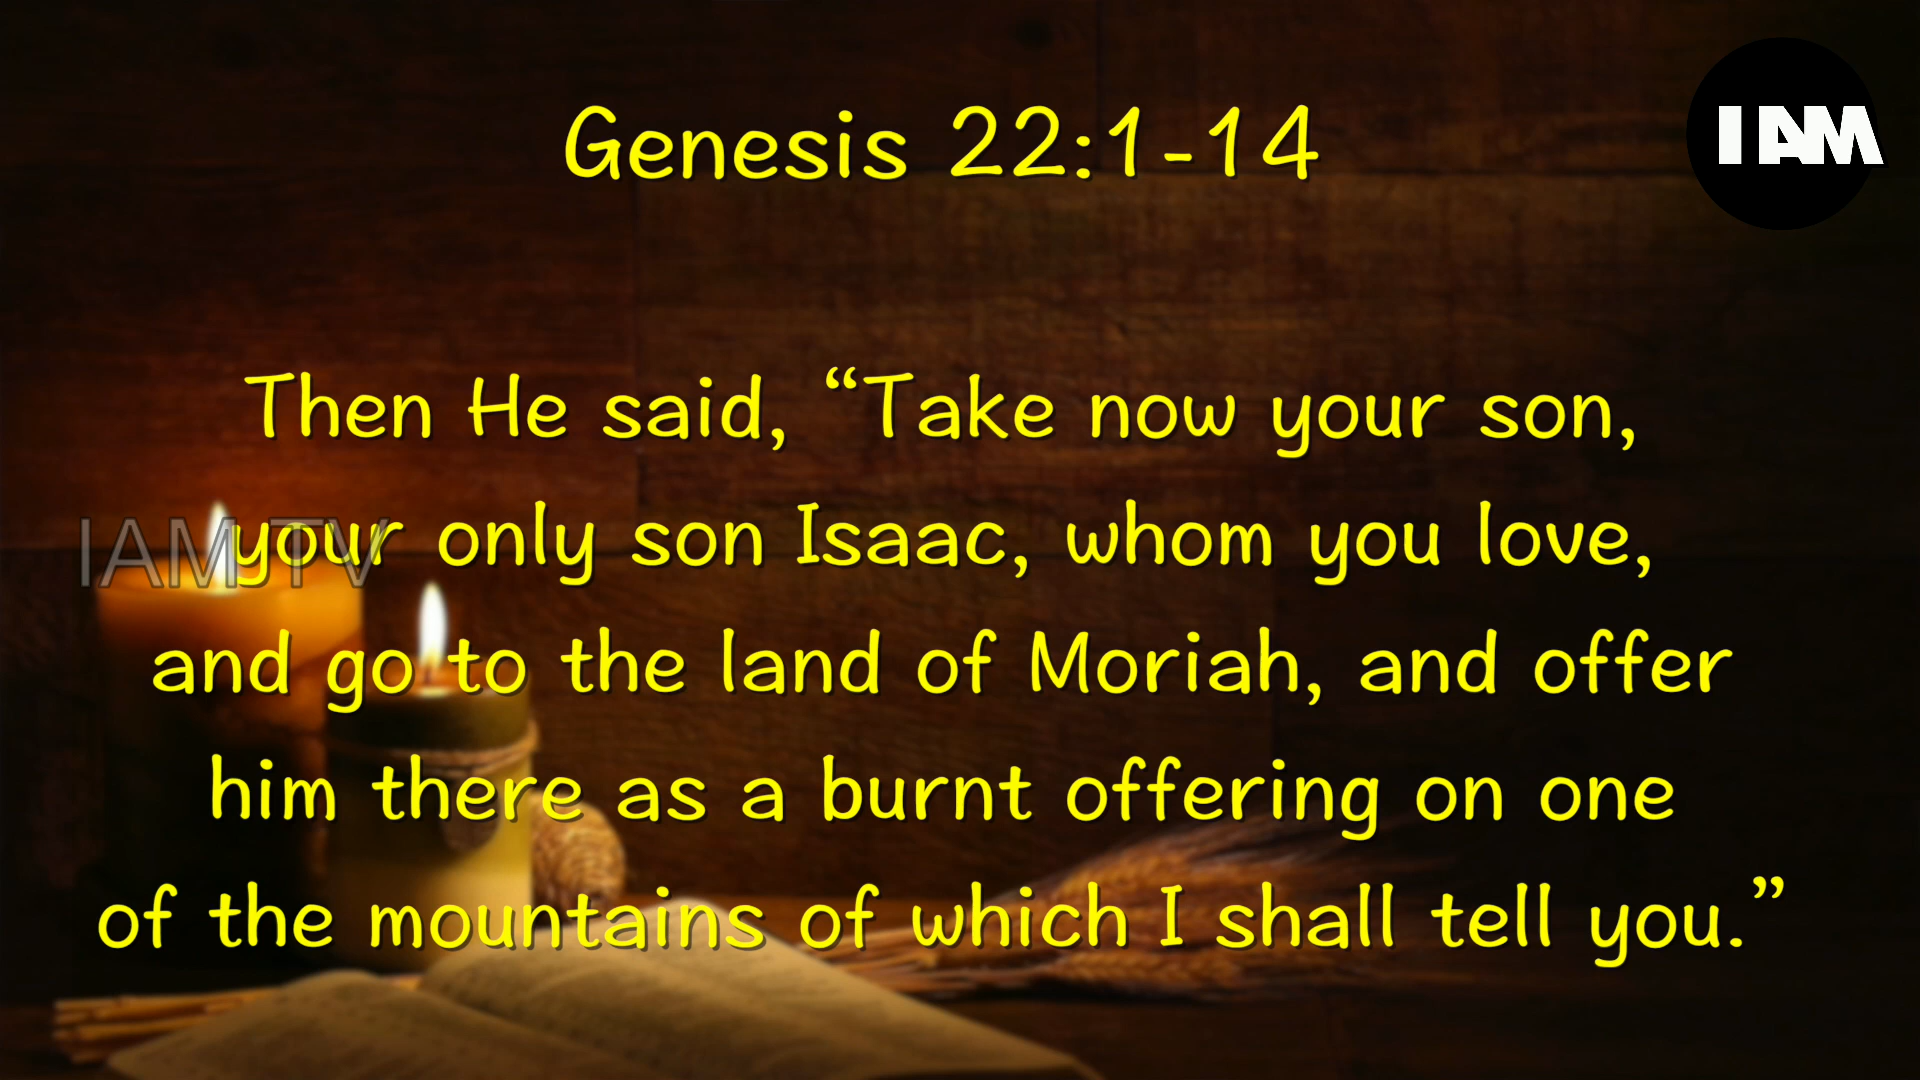 Genesis 22:1-14
I AM
Then He said, “Take now your son,
your only son Isaac, whom you love,
IAM TV
and go to the land of Moriah, and offer
him there as a burnt offering on one
of the mountains of which I shall tell you.”